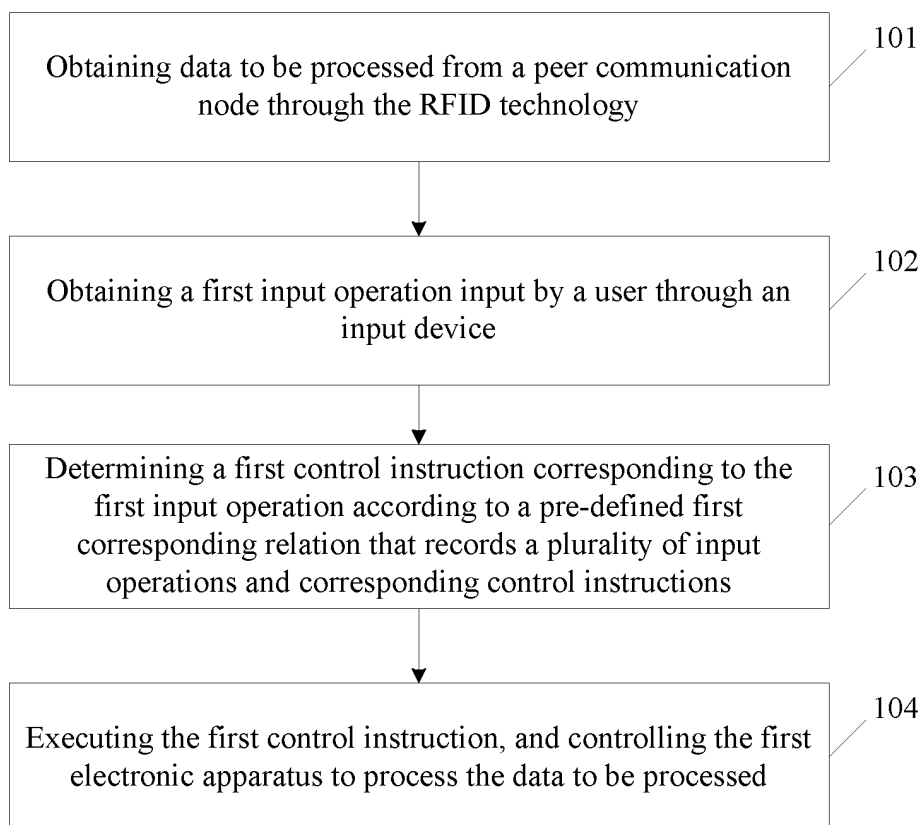 Obtaining data to be processed from a peer communication
node through the RFID technology
101
Obtaining a first input operation input by a user through an
input device
102
Determining a first control instruction corresponding to the
first input operation according to a pre-defined first
corresponding relation that records a plurality of input
operations and corresponding control instructions
103
Executing the first control instruction, and controlling the first
electronic apparatus to process the data to be processed
104